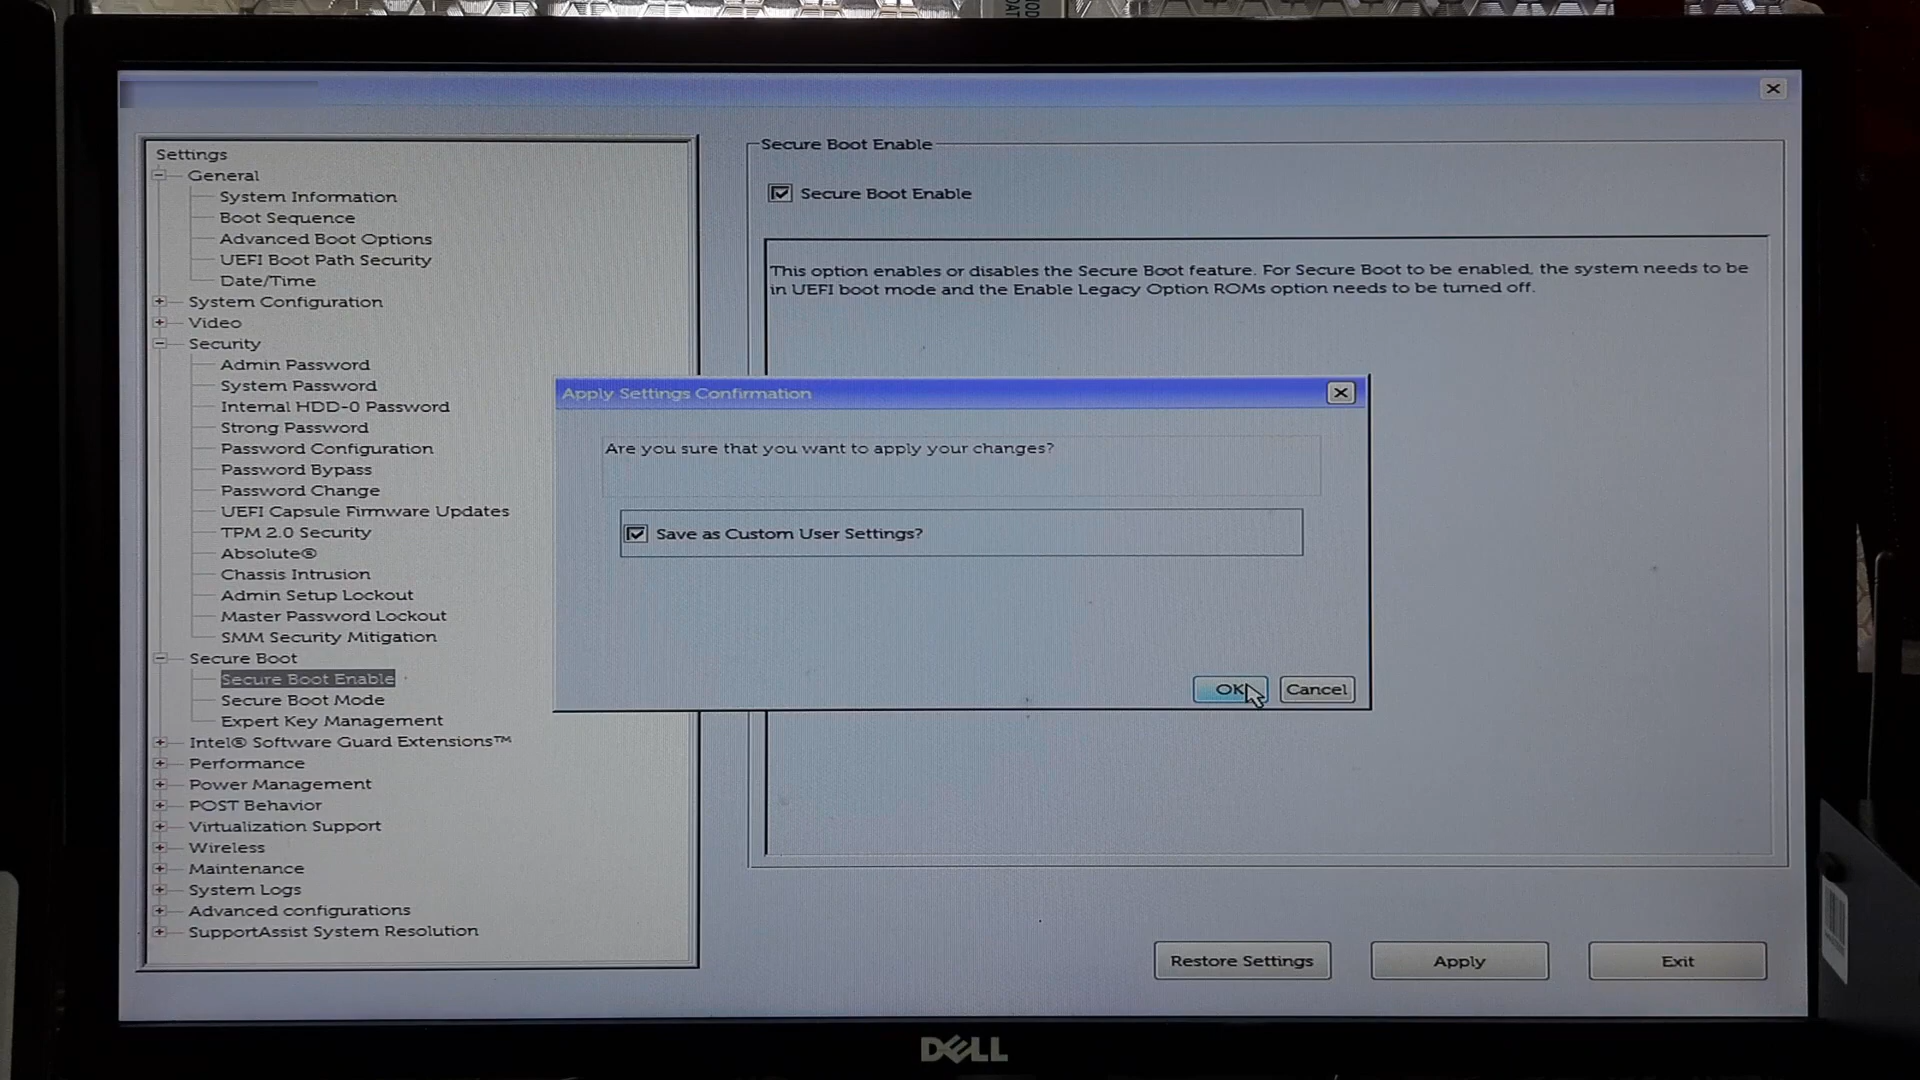 Settings
General
System Information
Boot Sequence
Advanced Boot Options
UEFI Boot Path Security
Date/Time
System Configuration
Video
Security
Admin Password
System Password
Internal HDD-0 Password
Strong Password
Password Configuration
Password Bypass
Password Change
UEFI Capsule Firmware Updates
TPM 2.0 Security
Absolute®
Chassis Intrusion
Admin Setup Lockout
Master Password Lockout
SMM Security Mitigation
Secure Boot
Secure Boot Enable
Secure Boot Mode
Expert Key Management
Intel® Software Guard Extensions™
Performance
Power Management
POST Behavior
Virtualization Support
Wireless
Maintenance
System Logs
Advanced configurations
SupportAssist System Resolution
Secure Boot Enable
Secure Boot Enable
This option enables or disables the Secure Boot feature. For Secure Boot to be enabled, the system needs to be
in UEFI boot mode and the Enable Legacy Option ROMs option needs to be turned off.
Apply Settings Confirmation
Are you sure that you want to apply your changes?
Save as Custom User Settings?
OK
Cancel
Restore Settings
Apply
Exit
DELL